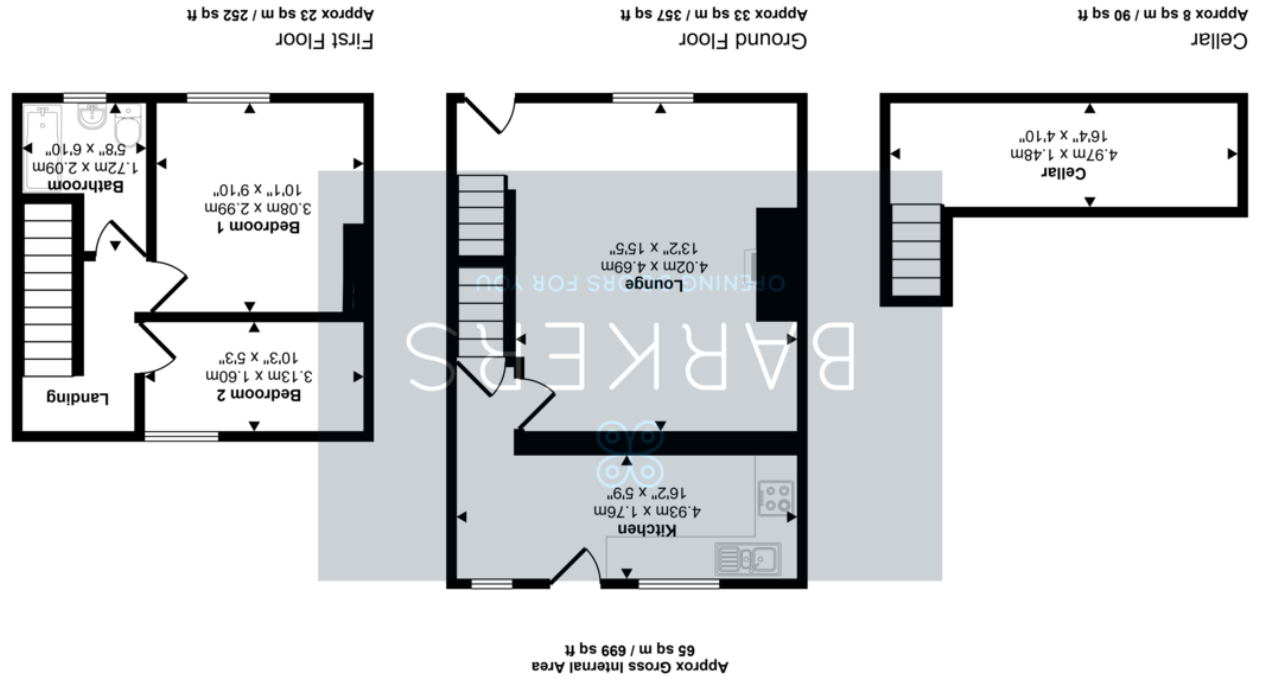 Approx Gross Internal Area
65 sq m / 699 sq ft
Cellar
4.97m x 1.48m
16'4" x 4'10"
Cellar
Approx 8 sq m / 90 sq ft
Kitchen
4.93m x 1.76m
16'2" x 5'9"
BARKERS
OPENING DOORS FOR YOU
Lounge
4.02m x 4.69m
13'2" x 15'5"
Ground Floor
Approx 33 sq m / 357 sq ft
Landing
Bedroom 2
3.13m x 1.60m
10'3" x 5'3"
Bedroom 1
3.08m x 2.99m
10'1" x 9'10"
Bathroom
1.72m x 2.09m
5'8" x 6'10"
First Floor
Approx 23 sq m / 252 sq ft